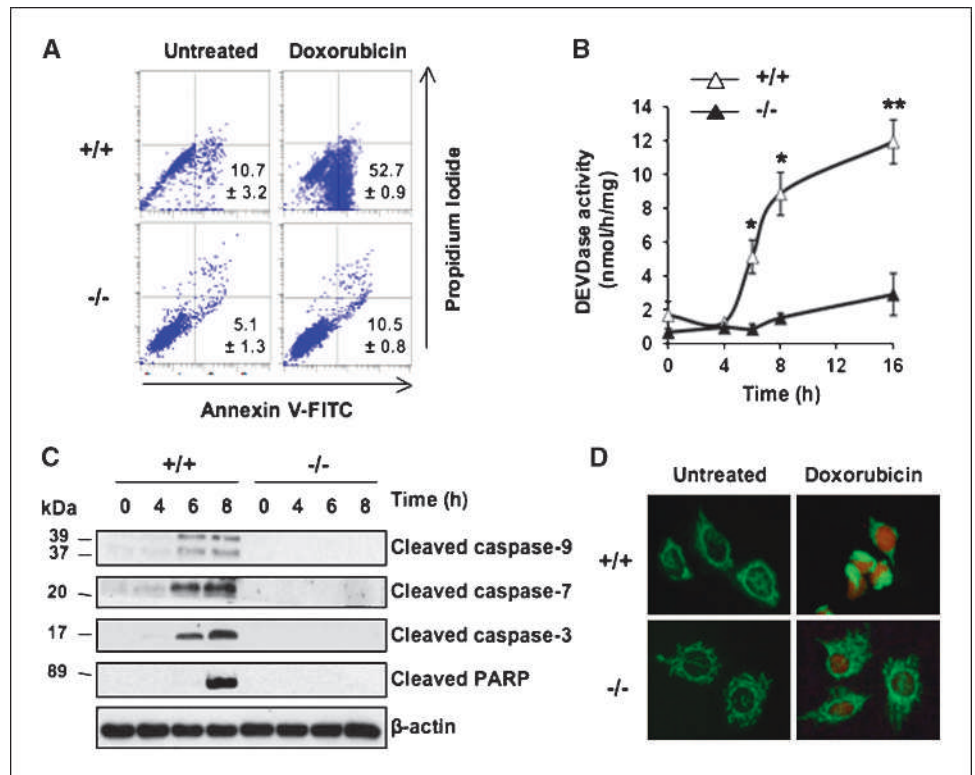 A
Untreated
Doxorubicin
+/+
10.7
± 3.2
52.7
± 0.9
-/-
5.1
± 1.3
10.5
± 0.8
Propidium Iodide
Annexin V-FITC
B
+/+
-/-
DEVDase activity
(nmol/h/mg)
14
12
10
8
6
4
2
0
*
*
**
0 4 8 12 16
Time (h)
C
+/+ -/-
kDa 0 4 6 8 0 4 6 8 Time (h)
39
37
Cleaved caspase-9
20
Cleaved caspase-7
17
Cleaved caspase-3
89
Cleaved PARP
β-actin
D
Untreated
Doxorubicin
+/+
-/-